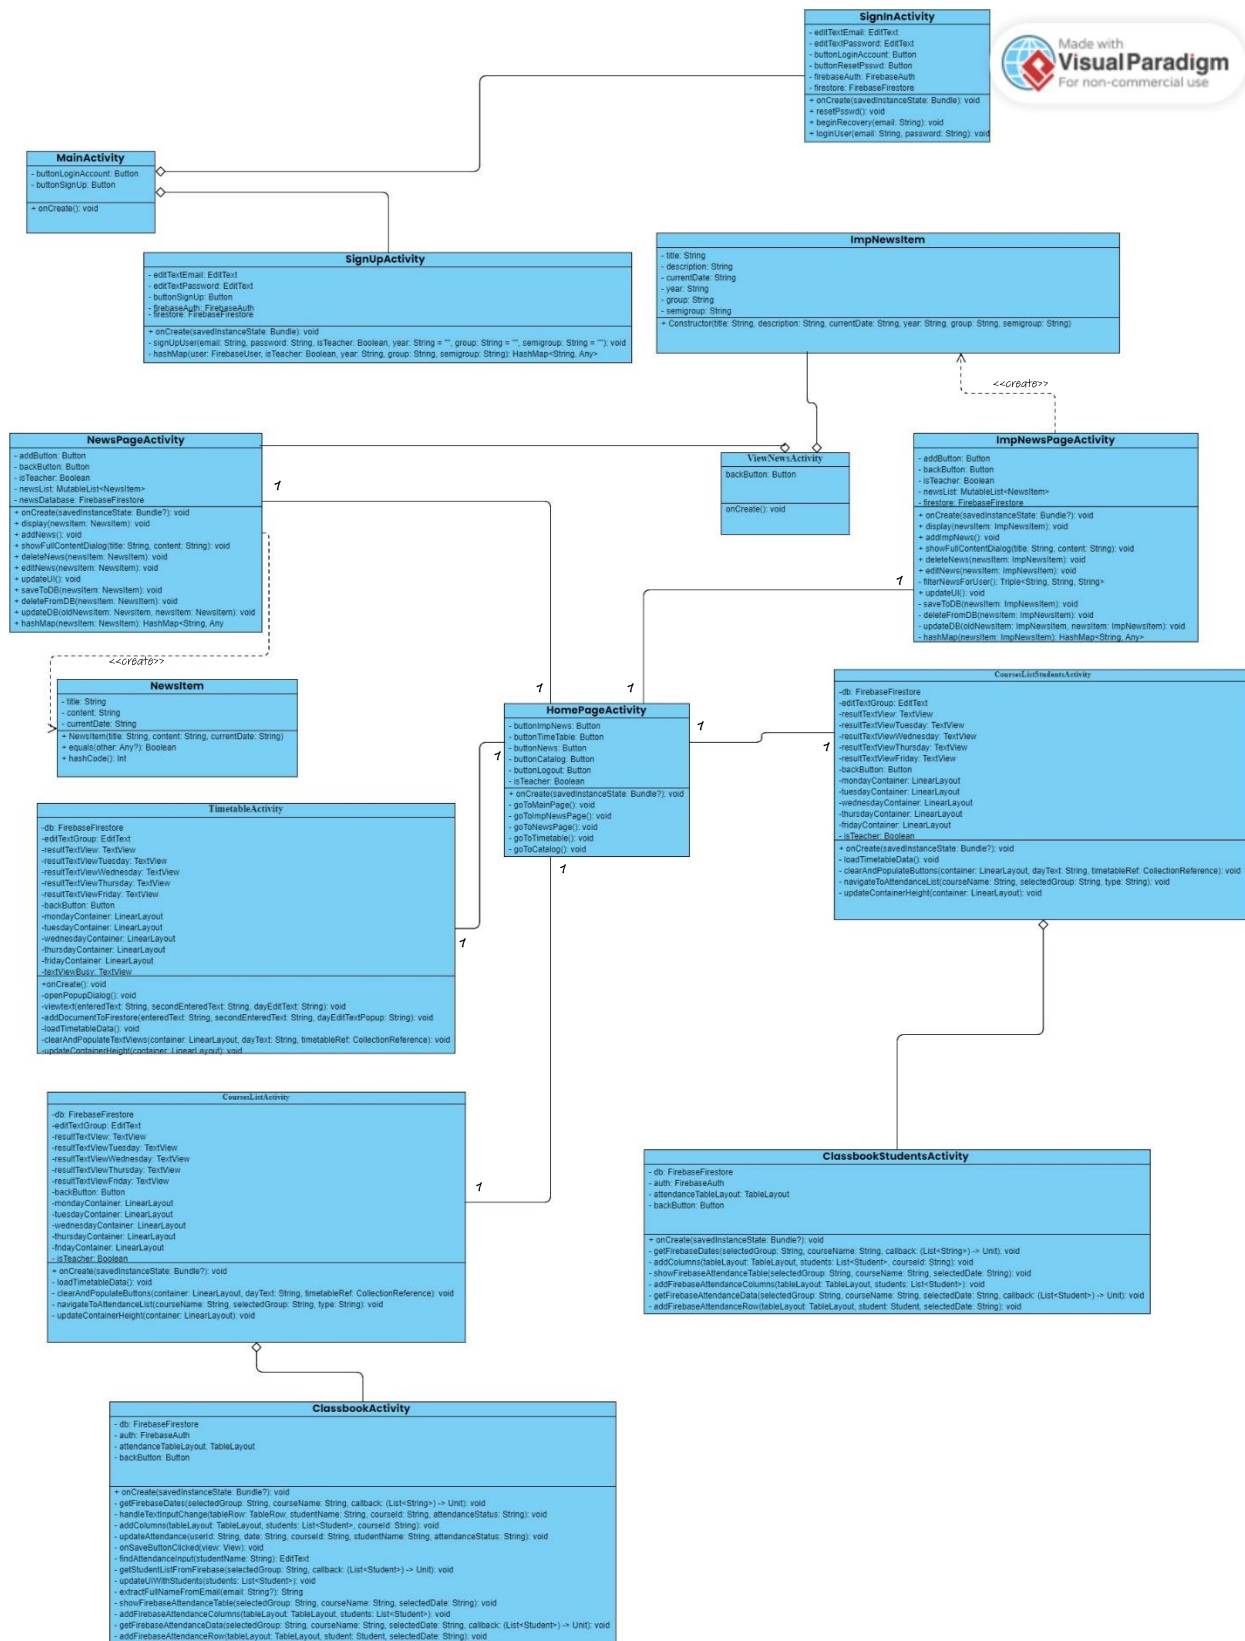 SignInActivity
- editTextEmail: EditText
- editTextPassword: EditText
- buttonLoginAccount: Button
- buttonResetPsswd: Button
- firebaseAuth: FirebaseAuth
- firestore: FirebaseFirestore
+ onCreate(savedInstanceState: Bundle): void
+ resetPsswd(): void
+ beginRecovery(email: String): void
+ loginUser(email: String, password: String): void
Made with
Visual Paradigm
For non-commercial use
MainActivity
- buttonLoginAccount: Button
- buttonSignUp: Button
+ onCreate(): void
SignUpActivity
- editTextEmail: EditText
- editTextPassword: EditText
- buttonSignUp: Button
- firebaseAuth: FirebaseAuth
- firestore: FirebaseFirestore
+ onCreate(savedInstanceState: Bundle): void
- signUpUser(email: String, password: String, isTeacher: Boolean, year: String = "", group: String = "", semigroup: String = ""): void
- hashMap(user: FirebaseUser, isTeacher: Boolean, year: String, group: String, semigroup: String): HashMap<String, Any>
ImpNewsItem
- title: String
- description: String
- currentDate: String
- year: String
- group: String
- semigroup: String
+ Constructor(title: String, description: String, currentDate: String, year: String, group: String, semigroup: String)
<<create>>
NewsPageActivity
- addButton: Button
- backButton: Button
- isTeacher: Boolean
- newsList: MutableList<NewsItem>
- newsDatabase: FirebaseFirestore
+ onCreate(savedInstanceState: Bundle?): void
+ display(newsItem: NewsItem): void
+ addNews(): void
+ showFullContentDialog(title: String, content: String): void
+ deleteNews(newsItem: NewsItem): void
+ editNews(newsItem: NewsItem): void
+ updateUI(): void
+ saveToDB(newsItem: NewsItem): void
+ deleteFromDB(newsItem: NewsItem): void
+ updateDB(oldNewsItem: NewsItem, newsItem: NewsItem): void
+ hashMap(newsItem: NewsItem): HashMap<String, Any
<<create>>
1
ViewNewsActivity
backButton: Button
onCreate(): void
ImpNewsPageActivity
- addButton: Button
- backButton: Button
- isTeacher: Boolean
- newsList: MutableList<NewsItem>
- firestore: FirebaseFirestore
+ onCreate(savedInstanceState: Bundle?): void
+ display(newsItem: ImpNewsItem): void
+ addImpNews(): void
+ showFullContentDialog(title: String, content: String): void
+ deleteNews(newsItem: ImpNewsItem): void
+ editNews(newsItem: ImpNewsItem): void
- filterNewsForUser(): Triple<String, String, String>
+ updateUI(): void
- saveToDB(newsItem: ImpNewsItem): void
- deleteFromDB(newsItem: ImpNewsItem): void
- updateDB(oldNewsItem: ImpNewsItem, newsItem: ImpNewsItem): void
- hashMap(newsItem: ImpNewsItem): HashMap<String, Any>
1
NewsItem
- title: String
- content: String
- currentDate: String
+ NewsItem(title: String, content: String, currentDate: String)
+ equals(other: Any?): Boolean
+ hashCode(): Int
1
1
HomePageActivity
- buttonImpNews: Button
- buttonTimeTable: Button
- buttonNews: Button
- buttonCatalog: Button
- buttonLogout: Button
- isTeacher: Boolean
+ onCreate(savedInstanceState: Bundle?): void
- goToMainPage(): void
- goToImpNewsPage(): void
- goToNewsPage(): void
- goToTimetable(): void
- goToCatalog(): void
1
1
1
1
CoursesListStudentsActivity
-db: FirebaseFirestore
-editTextGroup: EditText
-resultTextView: TextView
-resultTextViewTuesday: TextView
-resultTextViewWednesday: TextView
-resultTextViewThursday: TextView
-resultTextViewFriday: TextView
-backButton: Button
-mondayContainer: LinearLayout
-tuesdayContainer: LinearLayout
-wednesdayContainer: LinearLayout
-thursdayContainer: LinearLayout
-fridayContainer: LinearLayout
- isTeacher: Boolean
+ onCreate(savedInstanceState: Bundle?): void
- loadTimetableData(): void
- clearAndPopulateButtons(container: LinearLayout, dayText: String, timetableRef: CollectionReference): void
- navigateToAttendanceList(courseName: String, selectedGroup: String, type: String): void
- updateContainerHeight(container: LinearLayout): void
TimetableActivity
-db: FirebaseFirestore
-editTextGroup: EditText
-resultTextView: TextView
-resultTextViewTuesday: TextView
-resultTextViewWednesday: TextView
-resultTextViewThursday: TextView
-resultTextViewFriday: TextView
-backButton: Button
-mondayContainer: LinearLayout
-tuesdayContainer: LinearLayout
-wednesdayContainer: LinearLayout
-thursdayContainer: LinearLayout
-fridayContainer: LinearLayout
-textViewBusy: TextView
+onCreate(): void
-openPopupDialog(): void
-viewtext(enteredText: String, secondEnteredText: String, dayEditText: String): void
-addDocumentToFirestore(enteredText: String, secondEnteredText: String, dayEditTextPopup: String): void
-loadTimetableData(): void
-clearAndPopulateTextViews(container: LinearLayout, dayText: String, timetableRef: CollectionReference): void
-updateContainerHeight(container: LinearLayout): void
1
CoursesListActivity
-db: FirebaseFirestore
-editTextGroup: EditText
-resultTextView: TextView
-resultTextViewTuesday: TextView
-resultTextViewWednesday: TextView
-resultTextViewThursday: TextView
-resultTextViewFriday: TextView
-backButton: Button
-mondayContainer: LinearLayout
-tuesdayContainer: LinearLayout
-wednesdayContainer: LinearLayout
-thursdayContainer: LinearLayout
-fridayContainer: LinearLayout
- isTeacher: Boolean
+ onCreate(savedInstanceState: Bundle?): void
- loadTimetableData(): void
- clearAndPopulateButtons(container: LinearLayout, dayText: String, timetableRef: CollectionReference): void
- navigateToAttendanceList(courseName: String, selectedGroup: String, type: String): void
- updateContainerHeight(container: LinearLayout): void
1
ClassbookStudentsActivity
- db: FirebaseFirestore
- auth: FirebaseAuth
- attendanceTableLayout: TableLayout
- backButton: Button
+ onCreate(savedInstanceState: Bundle?): void
- getFirebaseDates(selectedGroup: String, courseName: String, callback: (List<String>) -> Unit): void
- addColumns(tableLayout: TableLayout, students: List<Student>, courseId: String): void
- showFirebaseAttendanceTable(selectedGroup: String, courseName: String, selectedDate: String): void
- addFirebaseAttendanceColumns(tableLayout: TableLayout, students: List<Student>): void
- getFirebaseAttendanceData(selectedGroup: String, courseName: String, selectedDate: String, callback: (List<Student>) -> Unit): void
- addFirebaseAttendanceRow(tableLayout: TableLayout, student: Student, selectedDate: String): void
ClassbookActivity
- db: FirebaseFirestore
- auth: FirebaseAuth
- attendanceTableLayout: TableLayout
- backButton: Button
+ onCreate(savedInstanceState: Bundle?): void
- getFirebaseDates(selectedGroup: String, courseName: String, callback: (List<String>) -> Unit): void
- handleTextInputChange(tableRow: TableRow, studentName: String, courseId: String, attendanceStatus: String): void
- addColumns(tableLayout: TableLayout, students: List<Student>, courseId: String): void
- updateAttendance(userId: String, date: String, courseId: String, studentName: String, attendanceStatus: String): void
- onSaveButtonClicked(view: View): void
- findAttendanceInput(studentName: String): EditText
- getStudentListFromFirebase(selectedGroup: String, callback: (List<Student>) -> Unit): void
- updateUIWithStudents(students: List<Student>): void
- extractFullNameFromEmail(email: String?): String
- showFirebaseAttendanceTable(selectedGroup: String, courseName: String, selectedDate: String): void
- addFirebaseAttendanceColumns(tableLayout: TableLayout, students: List<Student>): void
- getFirebaseAttendanceData(selectedGroup: String, courseName: String, selectedDate: String, callback: (List<Student>) -> Unit): void
- addFirebaseAttendanceRow(tableLayout: TableLayout, student: Student, selectedDate: String): void